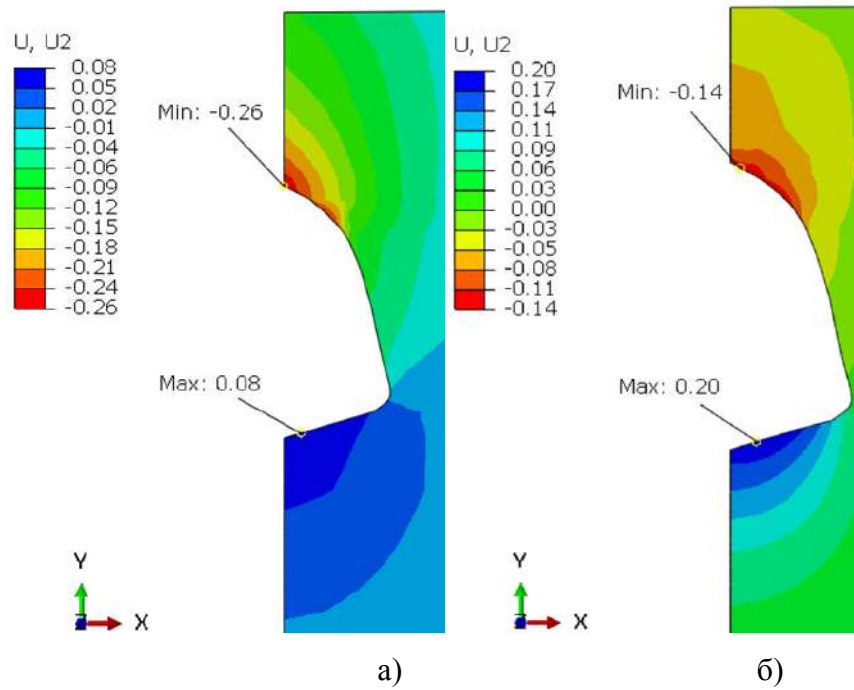 U, U2
0.08
0.05
0.02
-0.01
-0.04
-0.06
-0.09
-0.12
-0.15
-0.18
-0.21
-0.24
-0.26
Min: -0.26
Max: 0.08
Y
Z
X
а)
U, U2
0.20
0.17
0.14
0.11
0.09
0.06
0.03
0.00
-0.03
-0.05
-0.08
-0.11
-0.14
Min: -0.14
Max: 0.20
Y
Z
X
б)